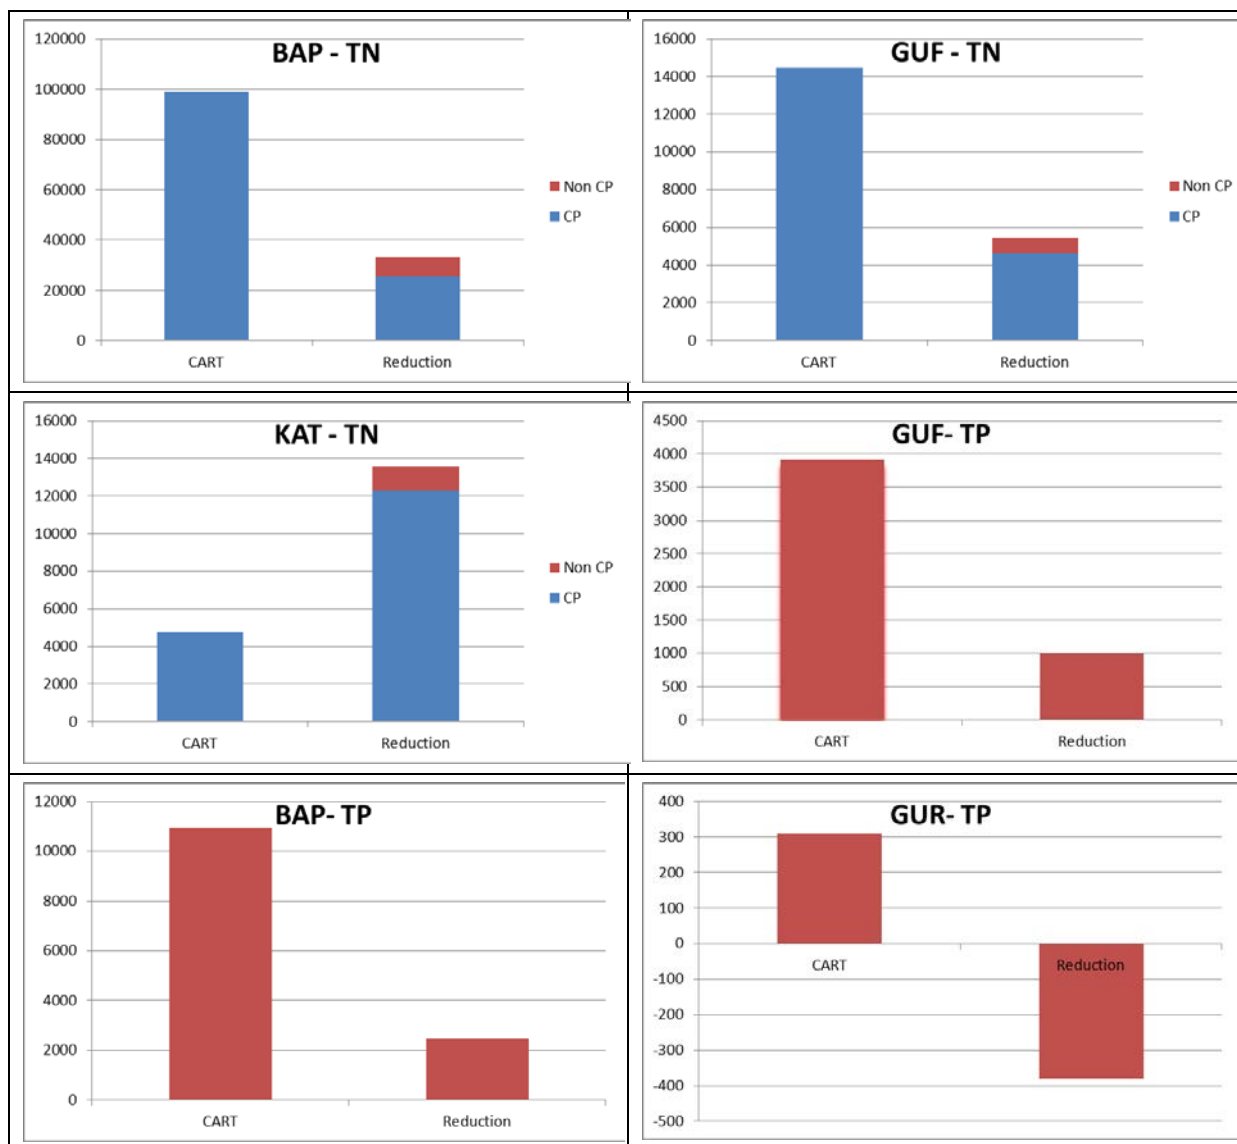 BAP - TN
120000
100000
80000
60000
40000
20000
0
CART
Reduction
Non CP
CP
GUF - TN
16000
14000
12000
10000
8000
6000
4000
2000
0
CART
Reduction
Non CP
CP
KAT - TN
16000
14000
12000
10000
8000
6000
4000
2000
0
CART
Reduction
Non CP
CP
GUF- TP
4500
4000
3500
3000
2500
2000
1500
1000
500
0
CART
Reduction
BAP- TP
12000
10000
8000
6000
4000
2000
0
CART
Reduction
GUR- TP
400
300
200
100
0
-100
-200
-300
-400
-500
CART
Reduction